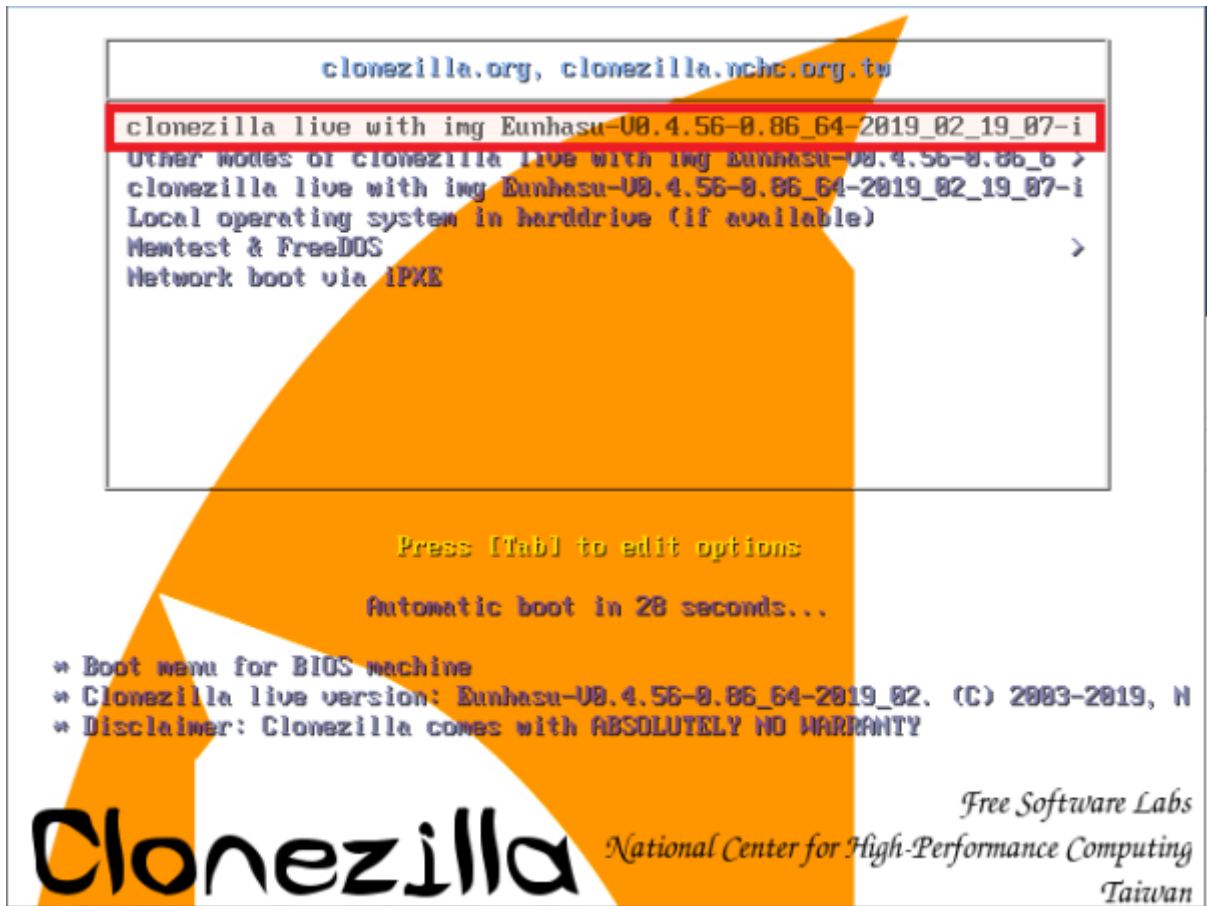 clonezilla.org, clonezilla.nchc.org.tw
clonezilla live with img Eunhasu-V0.4.56-0.86_64-2019_02_19_07-i
Other modes of clonezilla live with img Eunhasu-V0.4.56-0.86_6 >
clonezilla live with img Eunhasu-V0.4.56-0.86_64-2019_02_19_07-i
Local operating system in harddrive (if available)
Memtest & FreeDOS >
Network boot via iPXE
Press [Tab] to edit options
Automatic boot in 28 seconds...
* Boot menu for BIOS machine
* Clonezilla live version: Eunhasu-V0.4.56-0.86_64-2019_02. (C) 2003-2019, N
* Disclaimer: Clonezilla comes with ABSOLUTELY NO WARRANTY
Free Software Labs
Clonezilla National Center for High-Performance Computing
Taiwan